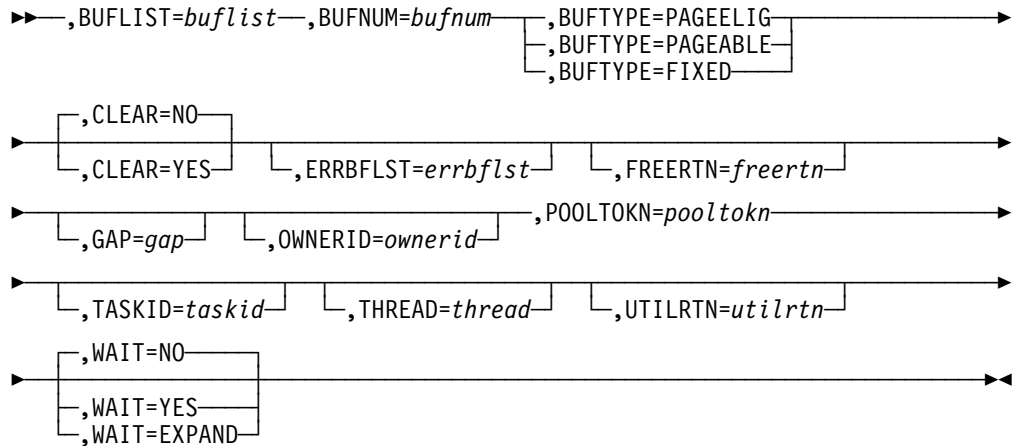 ,BUFLIST=buflist ,BUFNUM=bufnum ,BUFTYPE=PAGEELIG
,BUFTYPE=PAGEABLE
,BUFTYPE=FIXED
,CLEAR=NO
,CLEAR=YES ,ERRBFLST=errbflst ,FREERTN=freertn
,GAP=gap ,OWNERID=ownerid ,POOLTOKN=pooltokn
,TASKID=taskid ,THREAD=thread ,UTILRTN=utilrtn
,WAIT=NO
,WAIT=YES
,WAIT=EXPAND